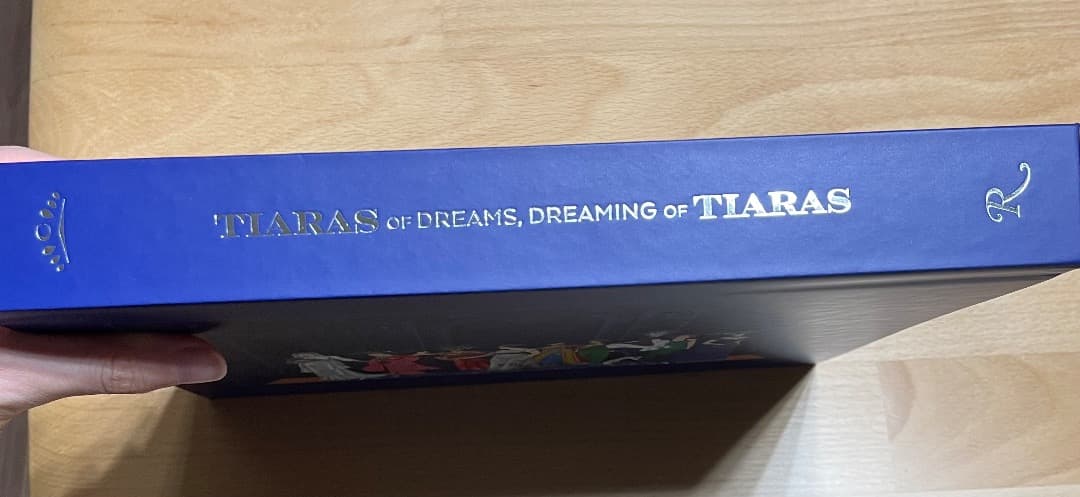 TIARAS OF DREAMS, DREAMING OF TIARAS
R